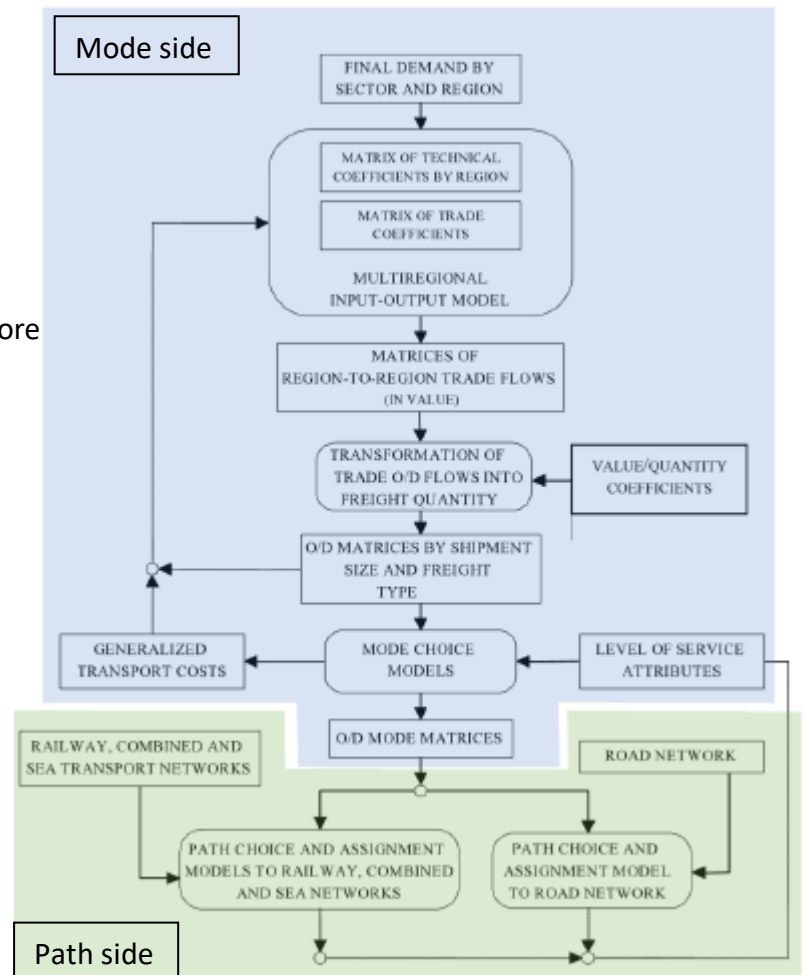 Mode side
FINAL DEMAND BY
SECTOR AND REGION
MATRIX OF TECHNICAL
COEFFICIENTS BY REGION
MATRIX OF TRADE
COEFFICIENTS
MULTIREGIONAL
INPUT-OUTPUT MODEL
ore
MATRICES OF
REGION-TO-REGION TRADE FLOWS
(IN VALUE)
TRANSFORMATION OF
TRADE O/D FLOWS INTO
FREIGHT QUANTITY
VALUE/QUANTITY
COEFFICIENTS
O/D MATRICES BY SHIPMENT
SIZE AND FREIGHT
TYPE
GENERALIZED
TRANSPORT COSTS
MODE CHOICE
MODELS
LEVEL OF SERVICE
ATTRIBUTES
O/D MODE MATRICES
RAILWAY, COMBINED AND
SEA TRANSPORT NETWORKS
ROAD NETWORK
PATH CHOICE AND ASSIGNMENT
MODELS TO RAILWAY, COMBINED
AND SEA NETWORKS
PATH CHOICE AND
ASSIGNMENT MODEL
TO ROAD NETWORK
Path side